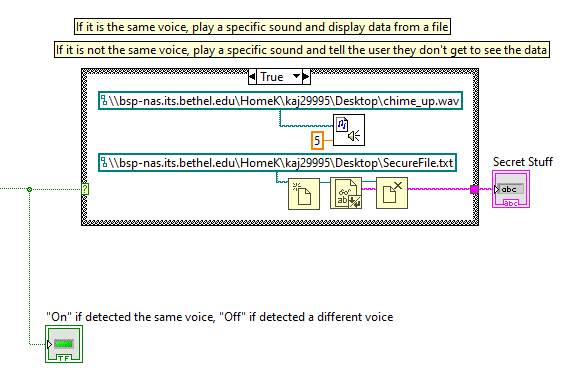 If it is the same voice, play a specific sound and display data from a file
If it is not the same voice, play a specific sound and tell the user they don't get to see the data
True
\\bsp-nas.its.bethel.edu\HomeK\kaj29995\Desktop\chime_up.wav
5
\\bsp-nas.its.bethel.edu\HomeK\kaj29995\Desktop\SecureFile.txt
Secret Stuff
?
ab
abc
abc
"On" if detected the same voice, "Off" if detected a different voice
TF